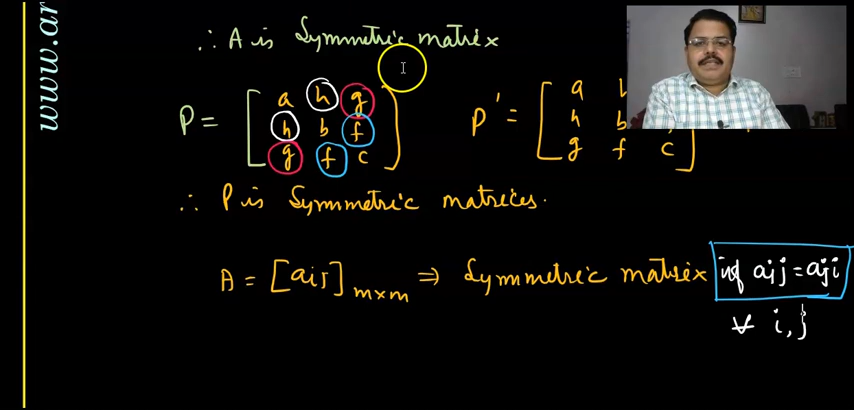 www.ar
∴ A is Symmetric matrix
P = [ a h g
h b f
g f c ]
P' = [ a h
h b
g f c ]
∴ P is Symmetric matrices.
A = [aij] m×m ⇒ Symmetric matrix iff aij = aji
∀ i, j